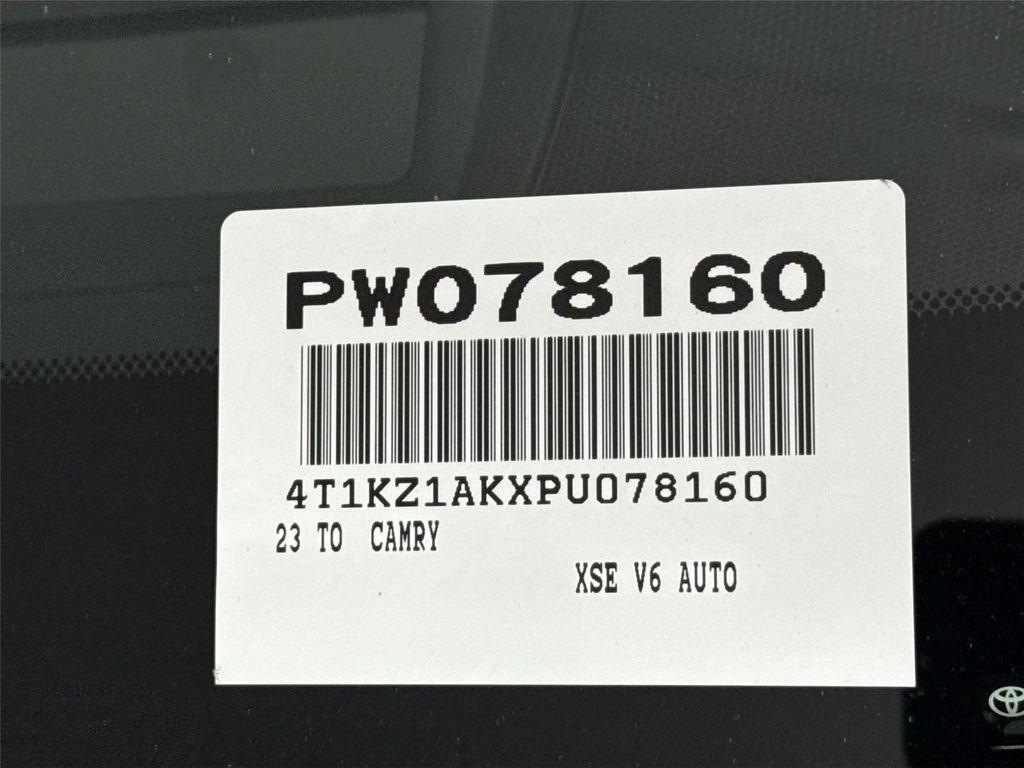 PW078160
4T1KZ1AKXPU078160
23 TO CAMRY
XSE V6 AUTO